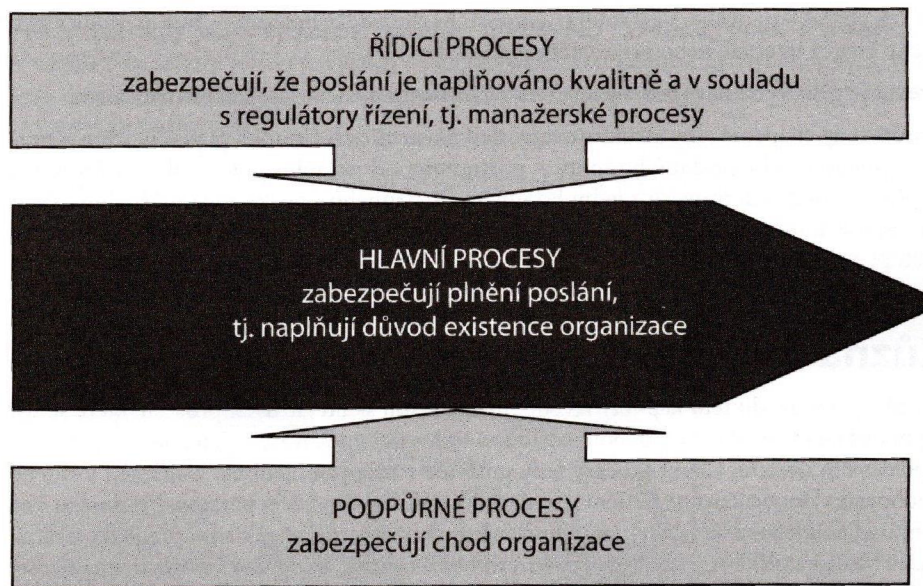 ŘÍDÍCÍ PROCESY
zabezpečují, že poslání je naplňováno kvalitně a v souladu
s regulátory řízení, tj. manažerské procesy
HLAVNÍ PROCESY
zabezpečují plnění poslání,
tj. naplňují důvod existence organizace
PODPŮRNÉ PROCESY
zabezpečují chod organizace